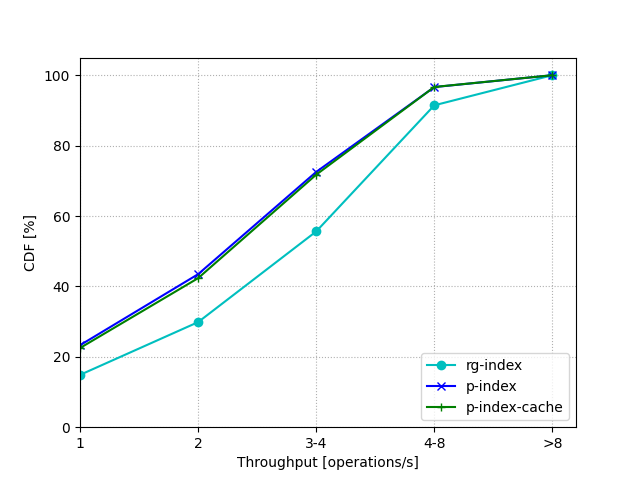 100
80
60
40
20
0
CDF [%]
rg-index
p-index
p-index-cache
1 2 3-4 4-8 >8
Throughput [operations/s]